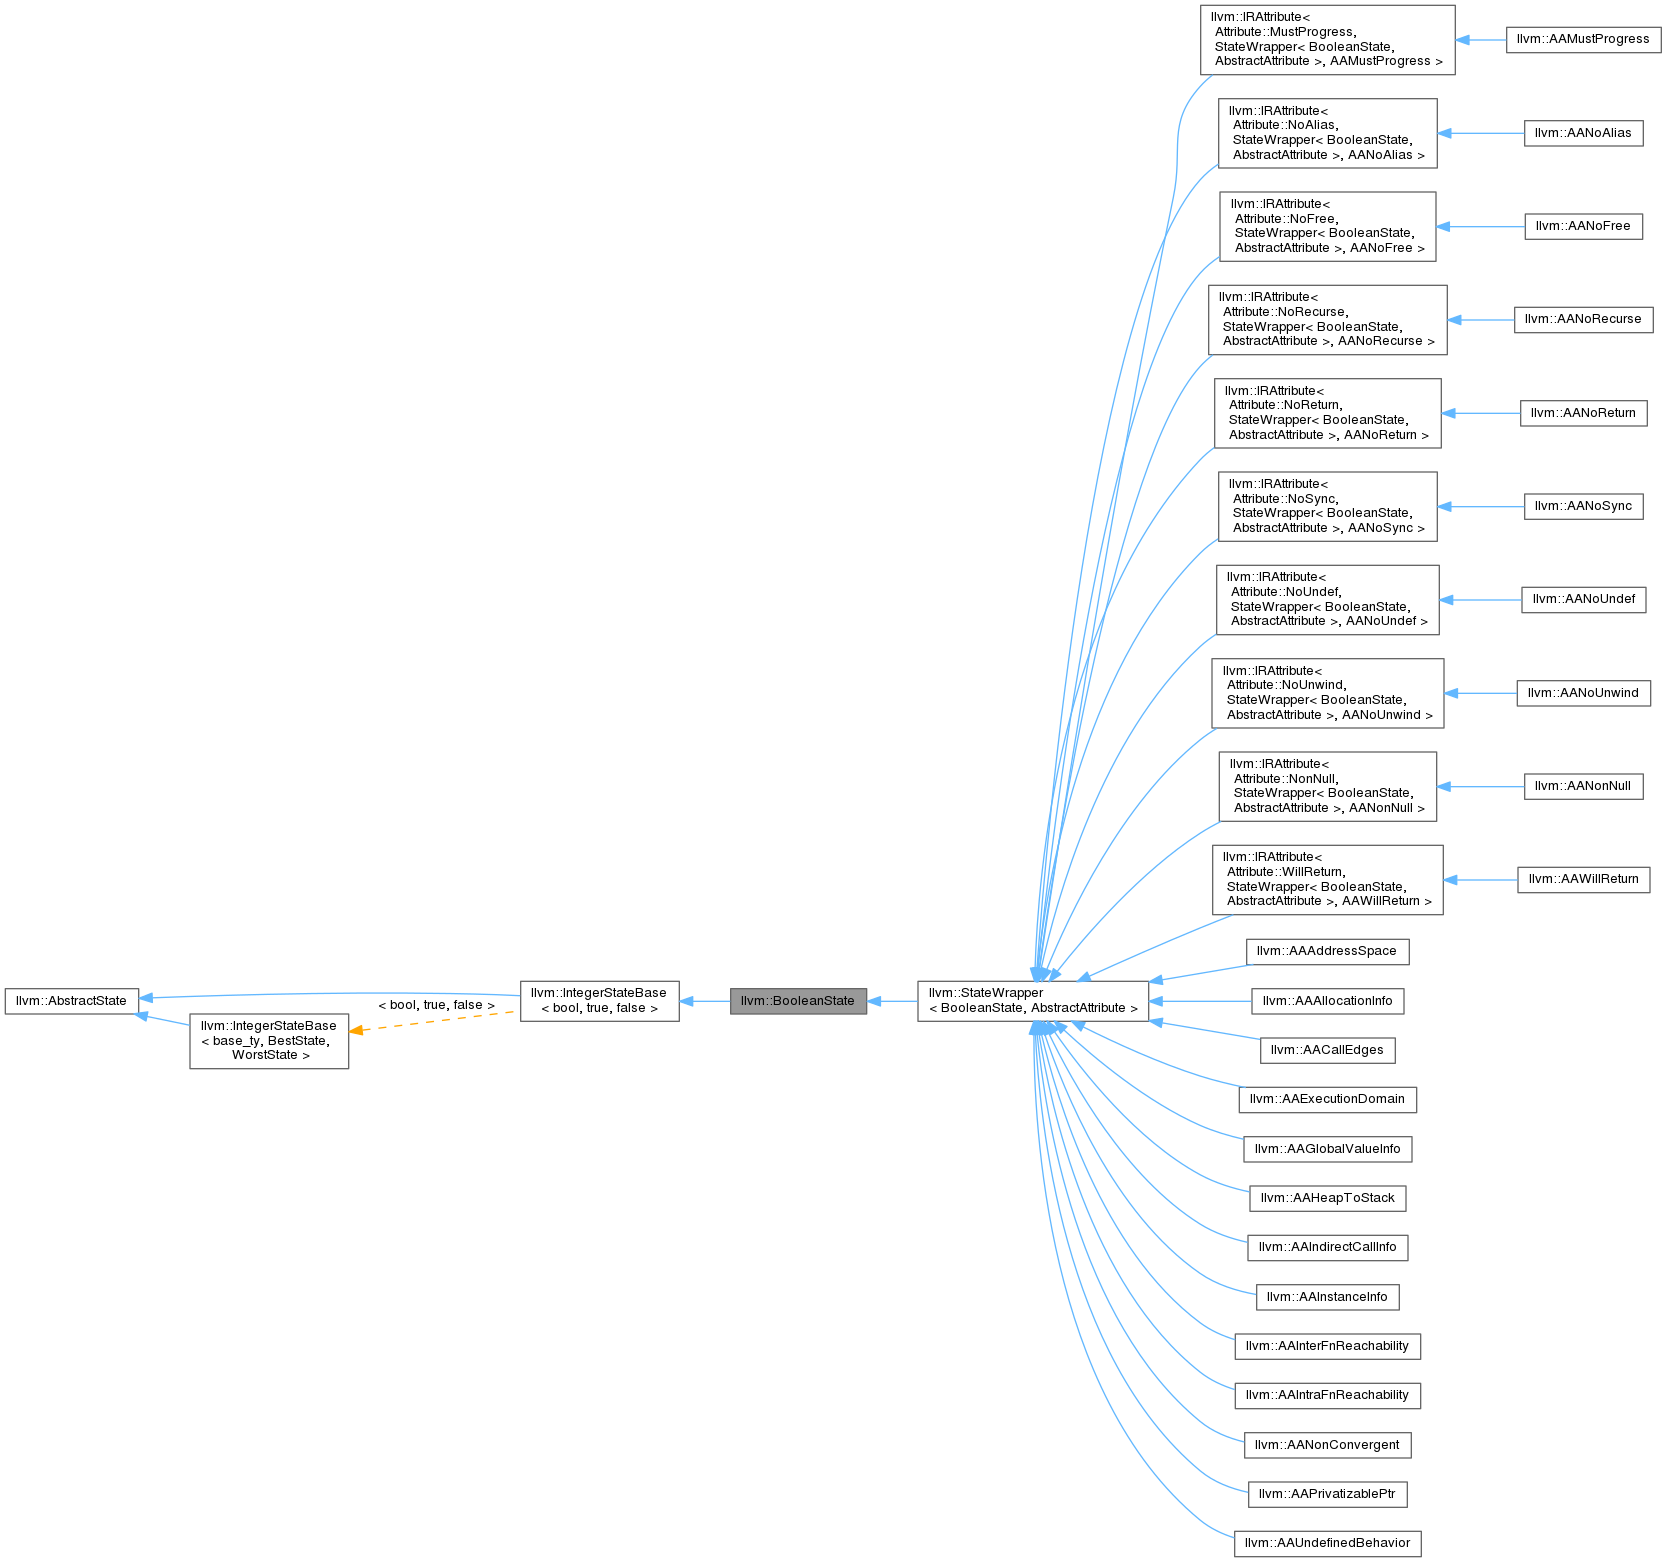 llvm::AbstractState
llvm::IntegerStateBase
< base_ty, BestState,
WorstState >
< bool, true, false >
llvm::IntegerStateBase
< bool, true, false >
llvm::BooleanState
llvm::StateWrapper
< BooleanState, AbstractAttribute >
llvm::IRAttribute<
Attribute::MustProgress,
StateWrapper< BooleanState,
AbstractAttribute >, AAMustProgress >
llvm::AAMustProgress
llvm::IRAttribute<
Attribute::NoAlias,
StateWrapper< BooleanState,
AbstractAttribute >, AANoAlias >
llvm::AANoAlias
llvm::IRAttribute<
Attribute::NoFree,
StateWrapper< BooleanState,
AbstractAttribute >, AANoFree >
llvm::AANoFree
llvm::IRAttribute<
Attribute::NoRecurse,
StateWrapper< BooleanState,
AbstractAttribute >, AANoRecurse >
llvm::AANoRecurse
llvm::IRAttribute<
Attribute::NoReturn,
StateWrapper< BooleanState,
AbstractAttribute >, AANoReturn >
llvm::AANoReturn
llvm::IRAttribute<
Attribute::NoSync,
StateWrapper< BooleanState,
AbstractAttribute >, AANoSync >
llvm::AANoSync
llvm::IRAttribute<
Attribute::NoUndef,
StateWrapper< BooleanState,
AbstractAttribute >, AANoUndef >
llvm::AANoUndef
llvm::IRAttribute<
Attribute::NoUnwind,
StateWrapper< BooleanState,
AbstractAttribute >, AANoUnwind >
llvm::AANoUnwind
llvm::IRAttribute<
Attribute::NonNull,
StateWrapper< BooleanState,
AbstractAttribute >, AANonNull >
llvm::AANonNull
llvm::IRAttribute<
Attribute::WillReturn,
StateWrapper< BooleanState,
AbstractAttribute >, AAWillReturn >
llvm::AAWillReturn
llvm::AAAddressSpace
llvm::AAAllocationInfo
llvm::AACallEdges
llvm::AAExecutionDomain
llvm::AAGlobalValueInfo
llvm::AAHeapToStack
llvm::AAIndirectCallInfo
llvm::AAInstanceInfo
llvm::AAInterFnReachability
llvm::AAIntraFnReachability
llvm::AANonConvergent
llvm::AAPrivatizablePtr
llvm::AAUndefinedBehavior